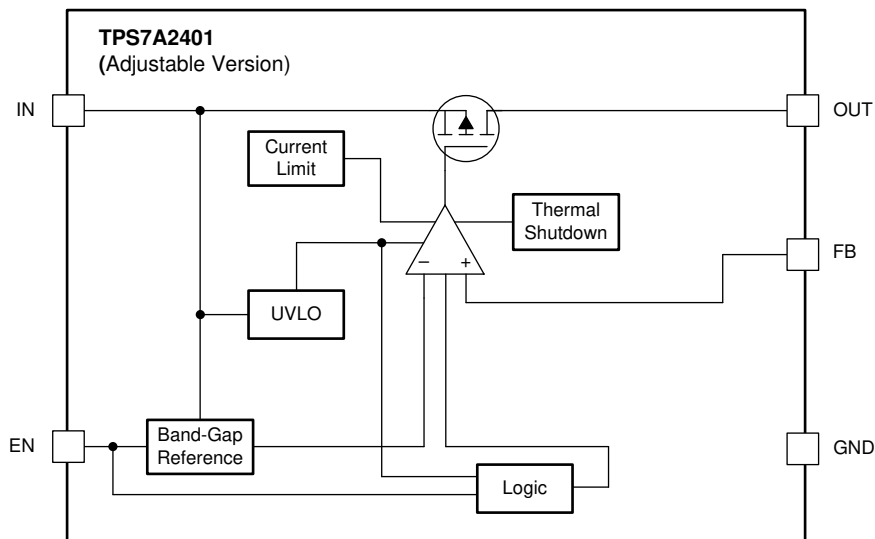 TPS7A2401
(Adjustable Version)
IN
OUT
Current
Limit
Thermal
Shutdown
− +
FB
UVLO
EN
Band-Gap
Reference
GND
Logic